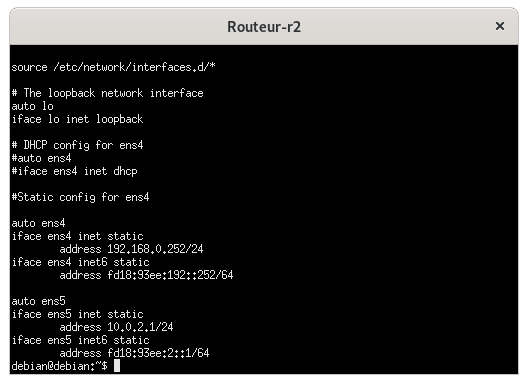 Routeur-r2
×
source /etc/network/interfaces.d/*
# The loopback network interface
auto lo
iface lo inet loopback
# DHCP config for ens4
#auto ens4
#iface ens4 inet dhcp
#Static config for ens4
auto ens4
iface ens4 inet static
address 192.168.0.252/24
iface ens4 inet6 static
address fd18:93ee:192::252/64
auto ens5
iface ens5 inet static
address 10.0.2.1/24
iface ens5 inet6 static
address fd18:93ee:2::1/64
debian@debian:~$